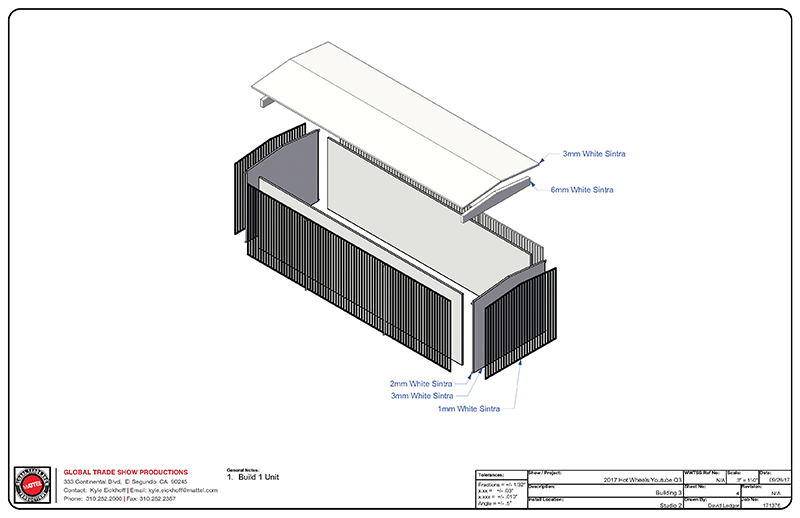 3mm White Sintra
6mm White Sintra
2mm White Sintra
3mm White Sintra
1mm White Sintra
MATTEL
GLOBAL TRADE SHOW PRODUCTIONS
333 Continental Blvd, El Segundo CA 90245
Contact: Kyle Eickhoff | Email: kyle.eickhoff@mattel.com
Phone: 310.252.2000 | Fax: 310.252.2357
General Notes:
1. Build 1 Unit
Tolerances:
Fractions = +/- 1/32"
x.xx = +/- .03"
x.xxx = +/- .010"
Angle = +/- .5°
Show / Project:
2017 Hot Wheels Youtube Q3
Description:
Building 3
Install Location:
Studio 2
WWTSS Ref No:
N/A
Scale:
.3" = 1'-0"
Date:
09/26/17
Sheet No:
4
Revision:
N/A
Drawn By:
David Ledger
Job No:
171376